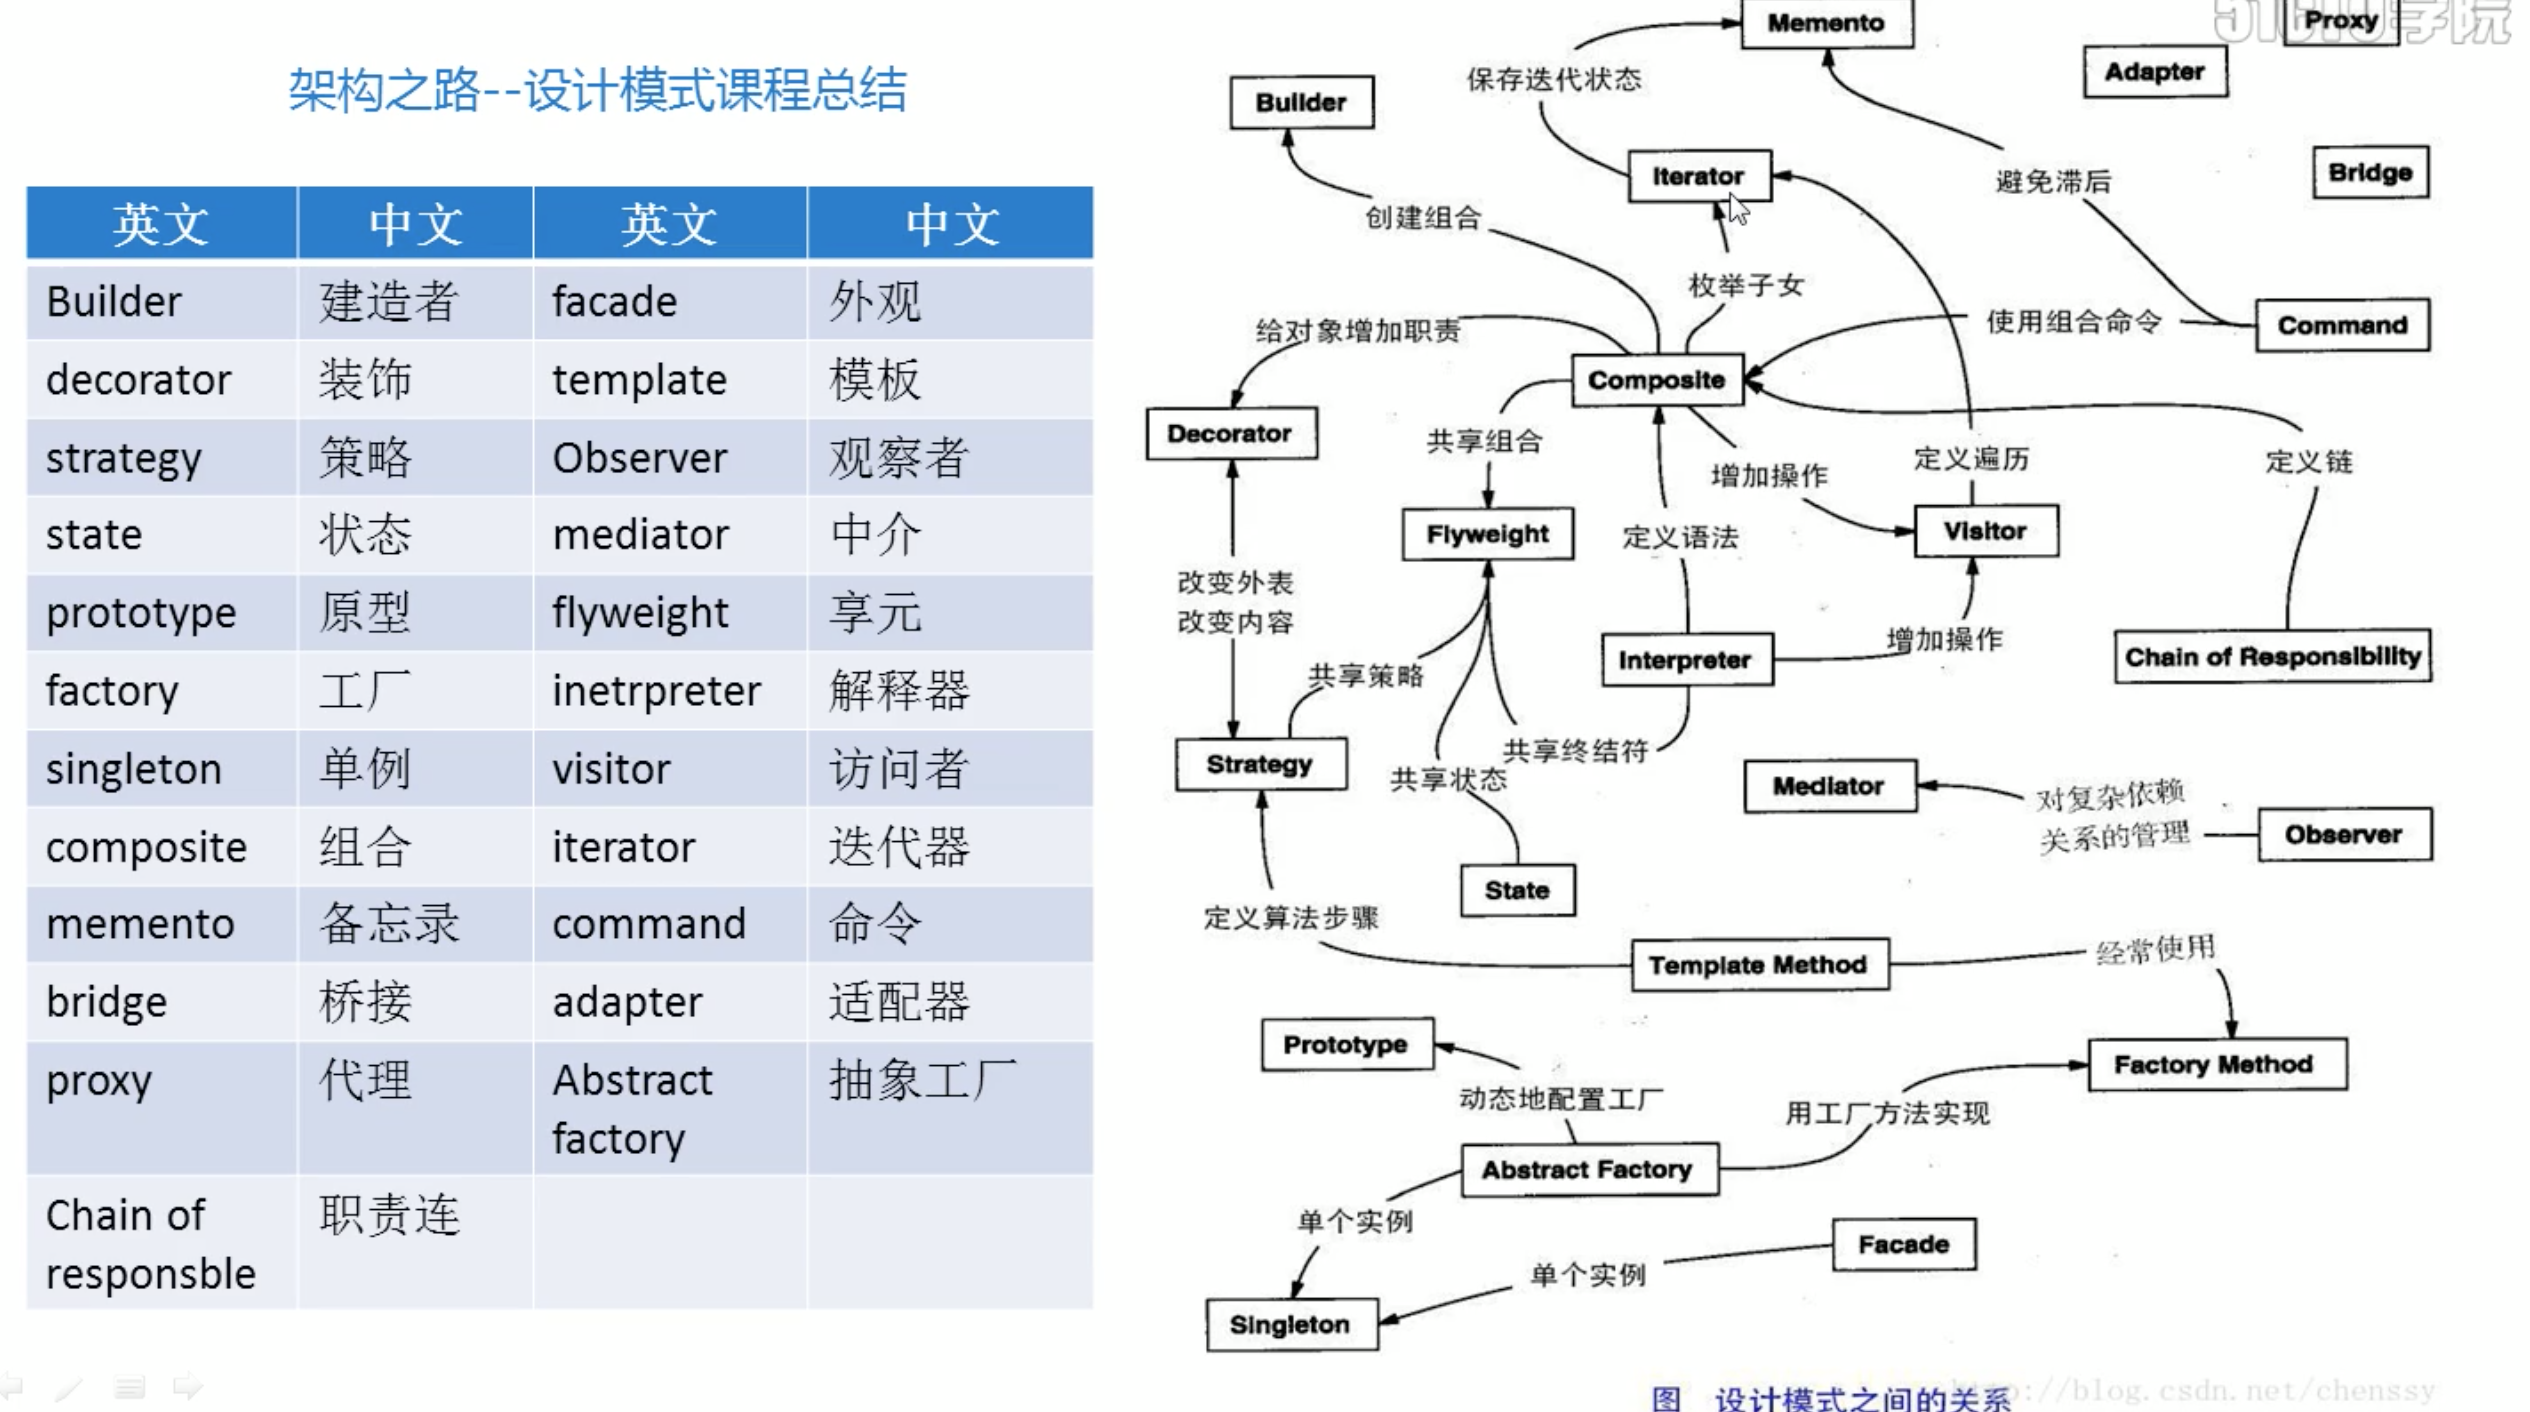 架构之路--设计模式课程总结
英文 中文 英文 中文
Builder 建造者 facade 外观
decorator 装饰 template 模板
strategy 策略 Observer 观察者
state 状态 mediator 中介
prototype 原型 flyweight 享元
factory 工厂 inetrpreter 解释器
singleton 单例 visitor 访问者
composite 组合 iterator 迭代器
memento 备忘录 command 命令
bridge 桥接 adapter 适配器
proxy 代理 Abstract 抽象工厂
factory
Chain of 职责连
responsble
51CTO学院
Memento
Proxy
Adapter
保存迭代状态
Builder
Iterator
避免滞后
Bridge
创建组合
枚举子女
给对象增加职责
使用组合命令
Command
Composite
Decorator
共享组合
增加操作
定义遍历
定义链
Flyweight
定义语法
Visitor
改变外表
改变内容
共享策略
Interpreter
增加操作
Chain of Responsibility
Strategy
共享状态
共享终结符
Mediator
对复杂依赖
关系的管理
Observer
State
定义算法步骤
Template Method
经常使用
Prototype
动态地配置工厂
用工厂方法实现
Factory Method
Abstract Factory
单个实例
Facade
单个实例
Singleton
图 设计模式之间的关系
://blog.csdn.net/chenssy